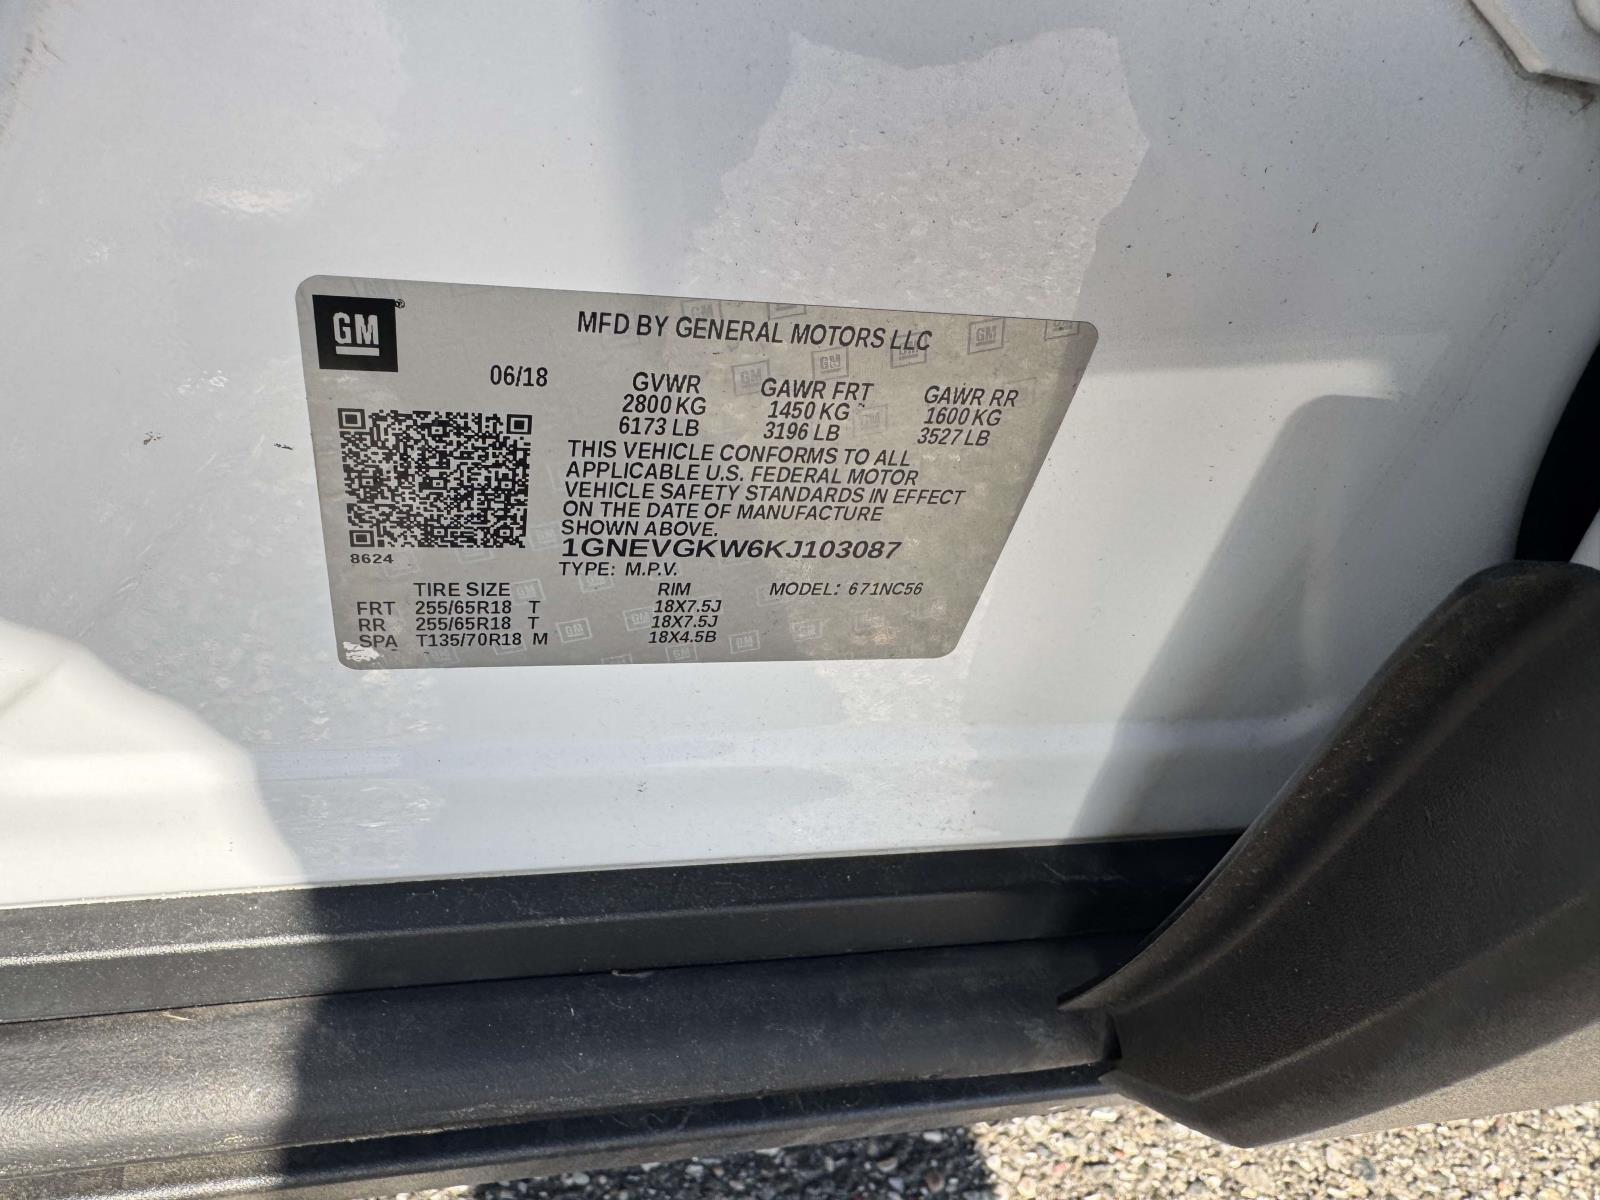 GM
MFD BY GENERAL MOTORS LLC
06/18
GVWR GAWR FRT GAWR RR
2800 KG 1450 KG 1600 KG
6173 LB 3196 LB 3527 LB
THIS VEHICLE CONFORMS TO ALL
APPLICABLE U.S. FEDERAL MOTOR
VEHICLE SAFETY STANDARDS IN EFFECT
ON THE DATE OF MANUFACTURE
SHOWN ABOVE.
8624
1GNEVGKW6KJ103087
TYPE: M.P.V.
TIRE SIZE RIM MODEL: 671NC56
FRT 255/65R18 T 18X7.5J
RR 255/65R18 T 18X7.5J
SPA T135/70R18 M 18X4.5B